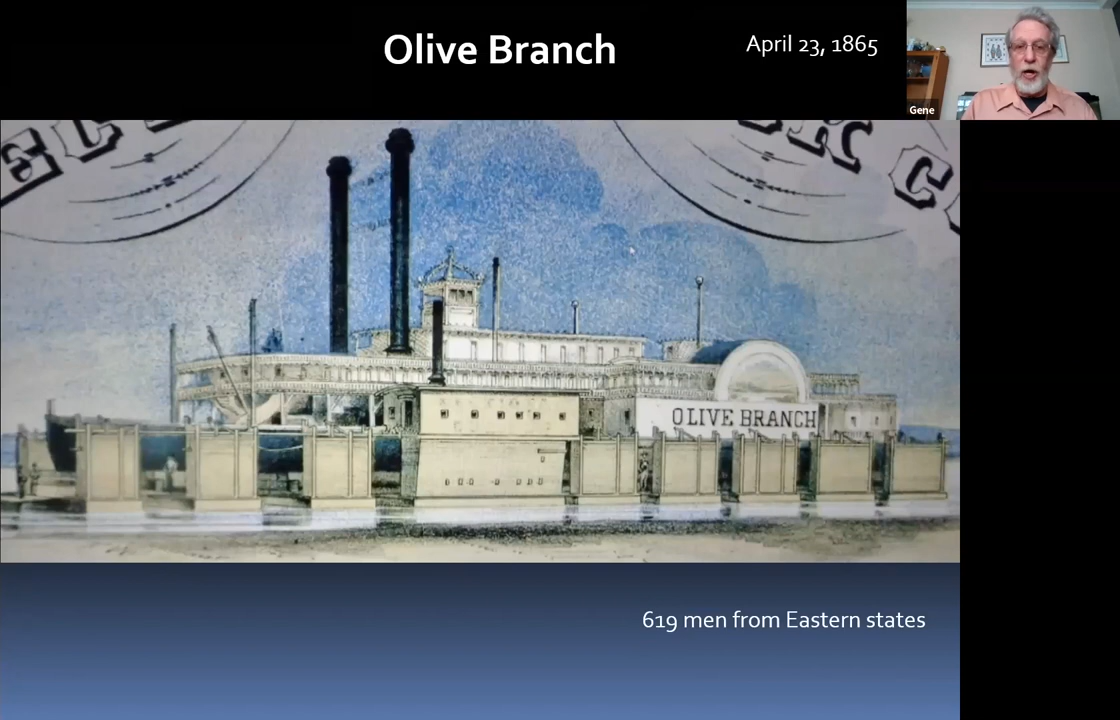 Olive Branch
April 23, 1865
Gene
OLIVE BRANCH
619 men from Eastern states